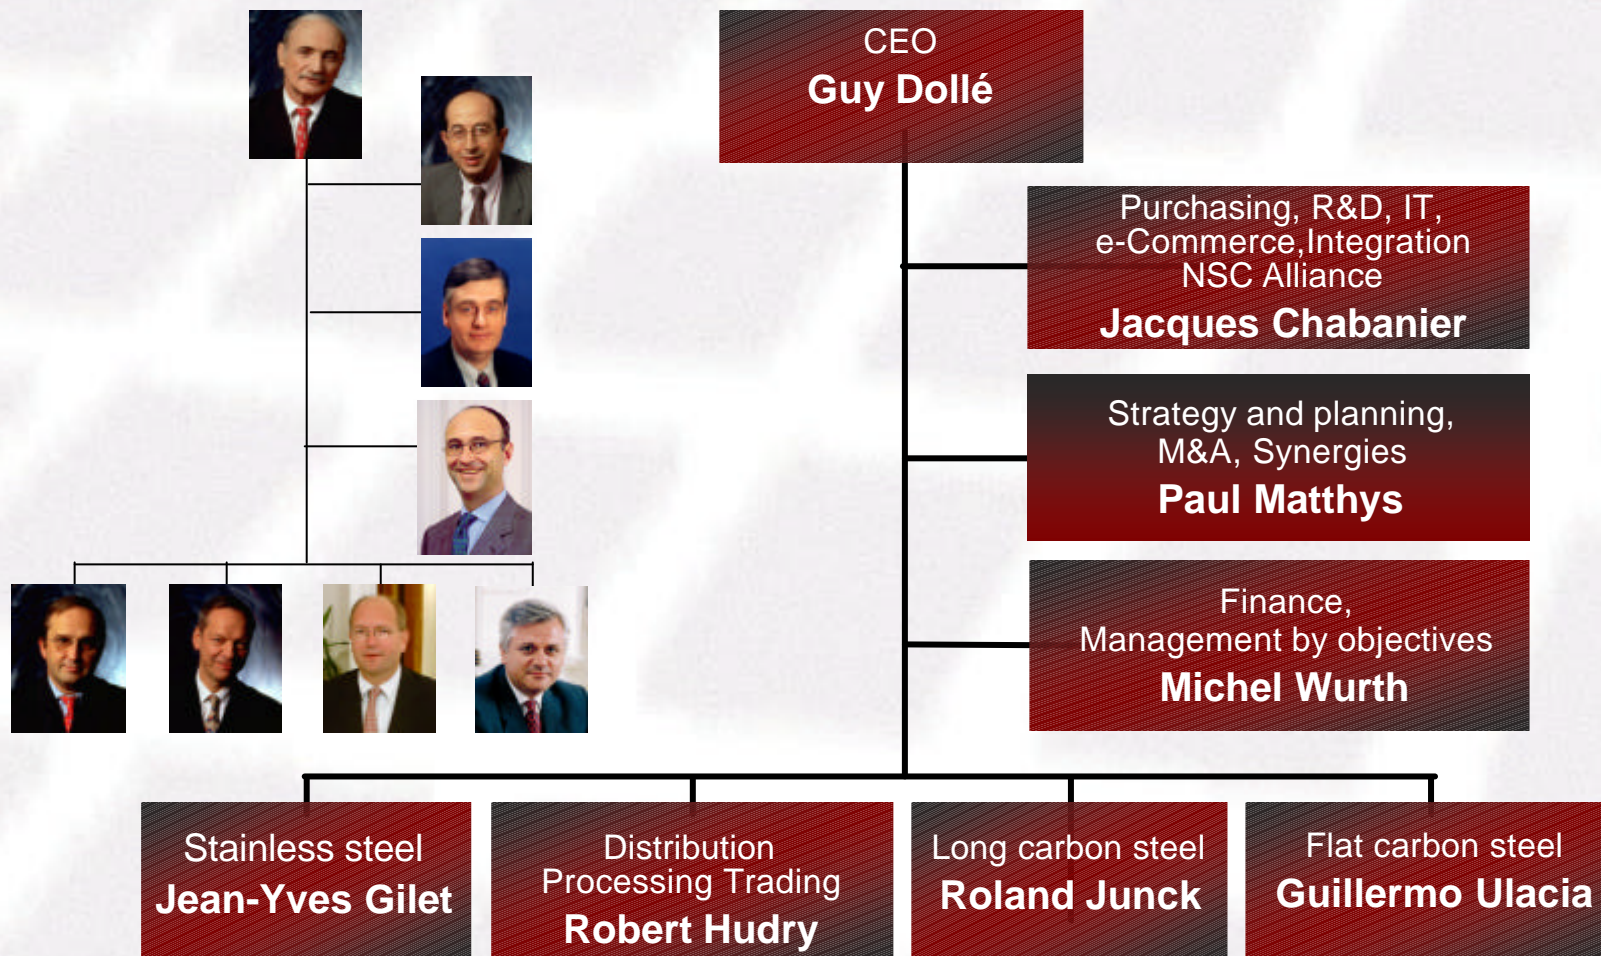 CEO
Guy Dollé
Purchasing, R&D, IT,
e-Commerce,Integration
NSC Alliance
Jacques Chabanier
Strategy and planning,
M&A, Synergies
Paul Matthys
Finance,
Management by objectives
Michel Wurth
Stainless steel
Jean-Yves Gilet
Distribution
Processing Trading
Robert Hudry
Long carbon steel
Roland Junck
Flat carbon steel
Guillermo Ulacia